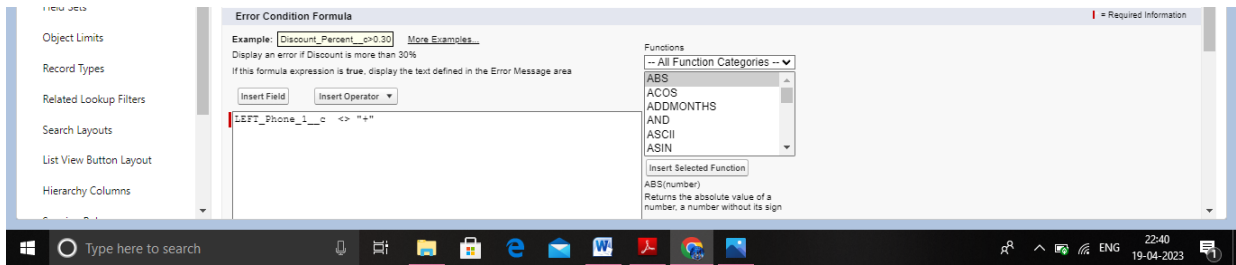 Field Sets
Object Limits
Record Types
Related Lookup Filters
Search Layouts
List View Button Layout
Hierarchy Columns
Error Condition Formula
= Required Information
Example: Discount_Percent__c>0.30 More Examples...
Display an error if Discount is more than 30%
If this formula expression is true, display the text defined in the Error Message area
Insert Field Insert Operator
LEFT_Phone_1__c <> "+"
Functions
-- All Function Categories --
ABS
ACOS
ADDMONTHS
AND
ASCII
ASIN
Insert Selected Function
ABS(number)
Returns the absolute value of a
number, a number without its sign
Type here to search
ENG
22:40
19-04-2023
1